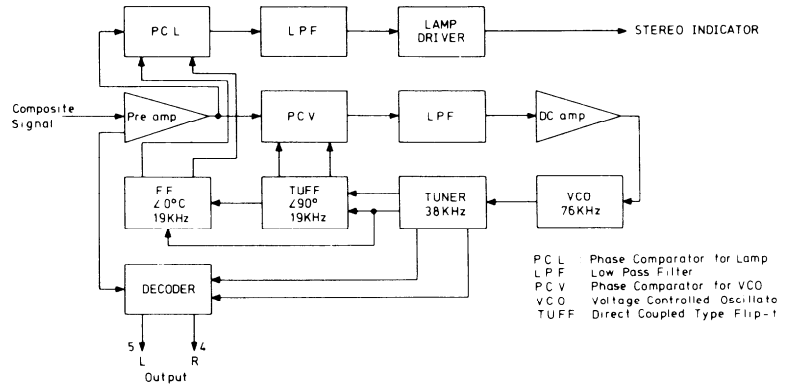 PCL
LPF
LAMP
DRIVER
STEREO INDICATOR
Composite
Signal
Pre amp
PCV
LPF
DC amp
FF
∠0°C
19KHz
TUFF
∠90°
19KHz
TUNER
38KHz
VCO
76KHz
DECODER
PCL : Phase Comparator for Lamp
LPF Low Pass Filter
PCV Phase Comparator for VCO
VCO Voltage Controlled Oscillato
TUFF Direct Coupled Type Flip-t
5 4
L R
Output